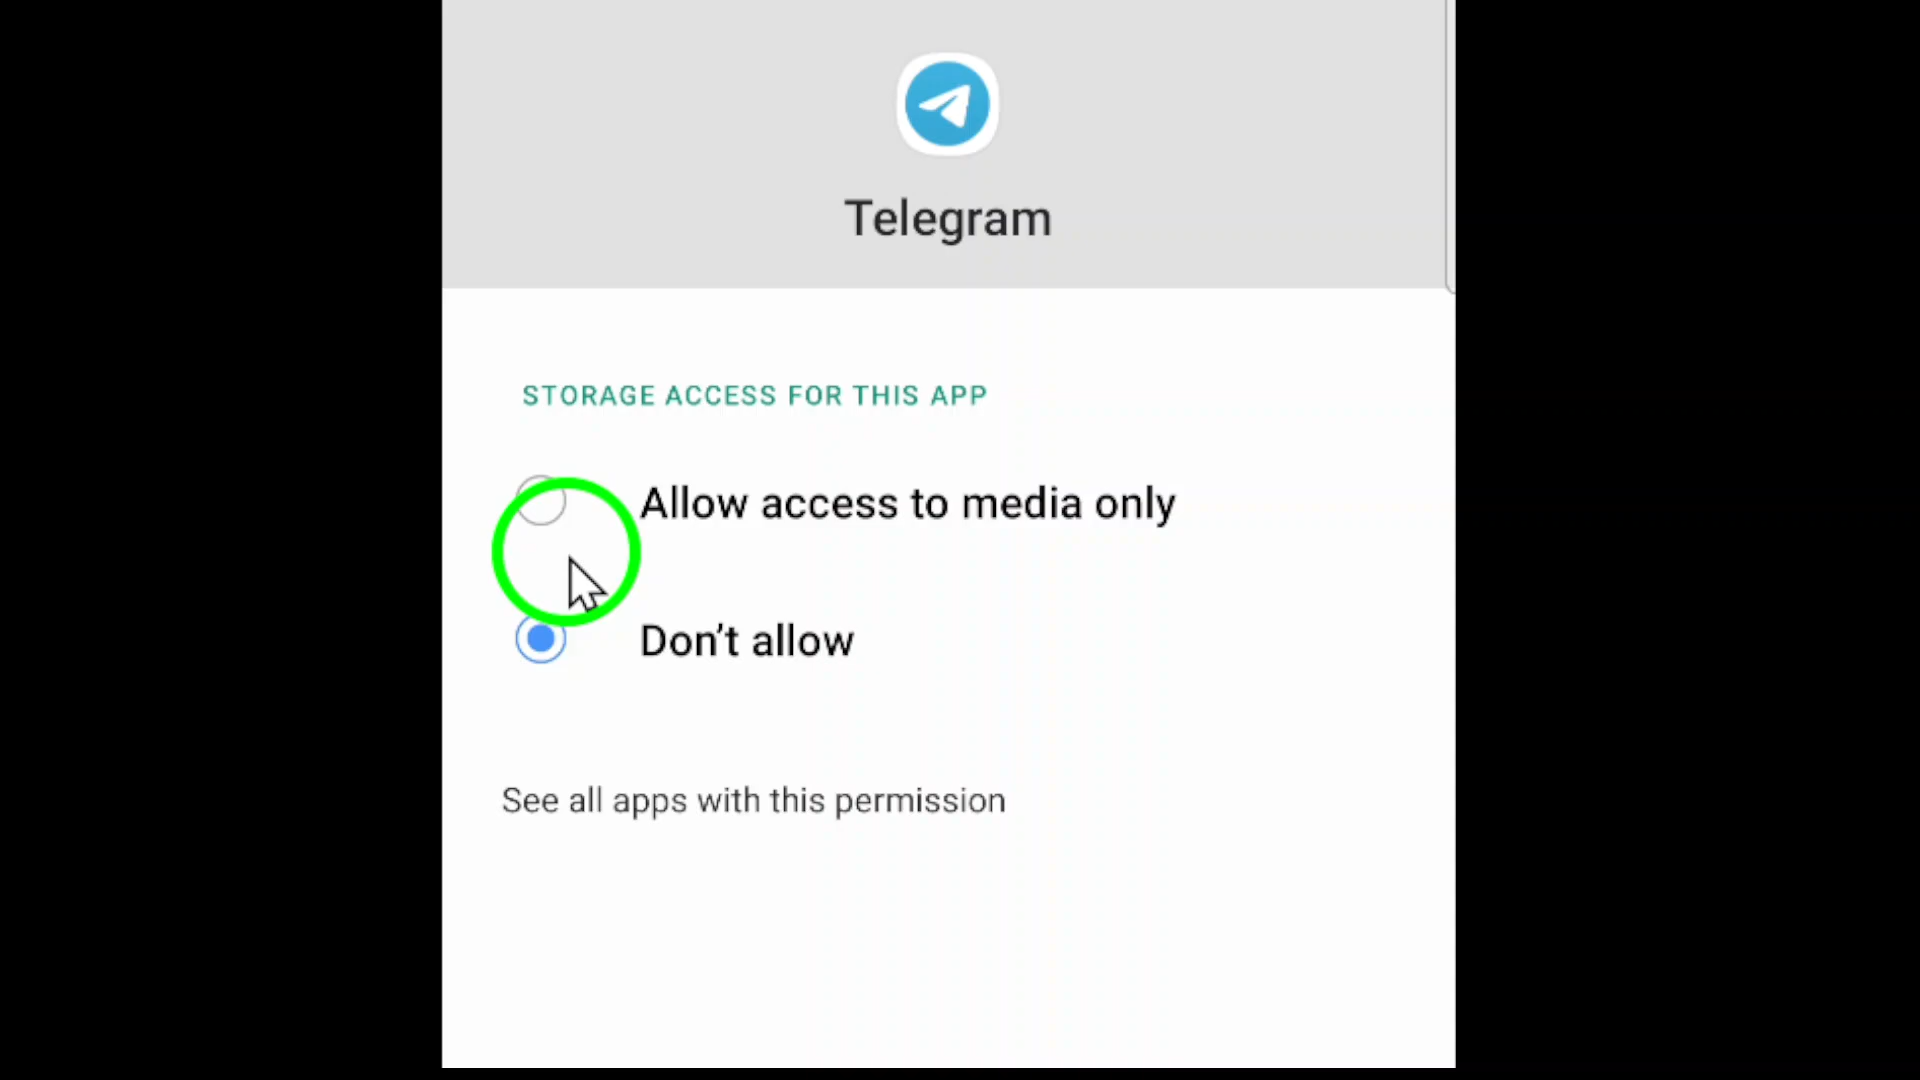 Telegram
STORAGE ACCESS FOR THIS APP
Allow access to media only
Don’t allow
See all apps with this permission